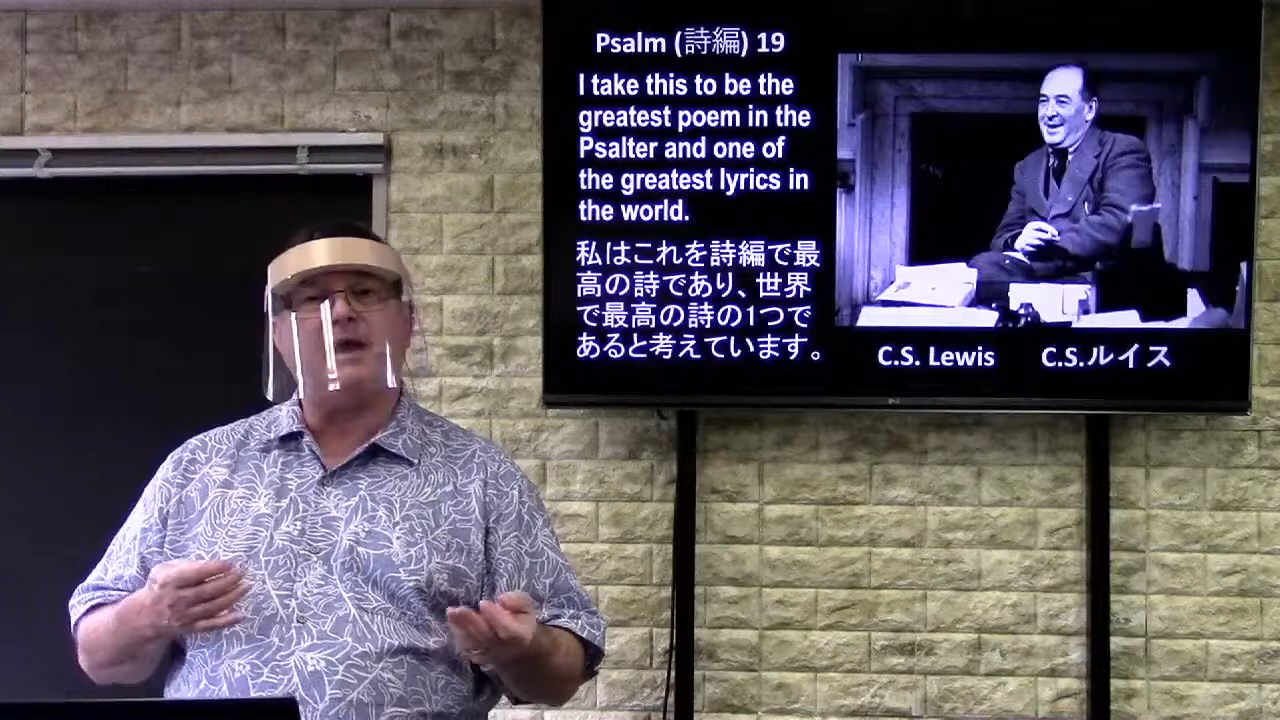 Psalm (詩編) 19
I take this to be the
greatest poem in the
Psalter and one of
the greatest lyrics in
the world.
私はこれを詩編で最
高の詩であり、世界
で最高の詩の1つで
あると考えています。
C.S. Lewis
C.S.ルイス